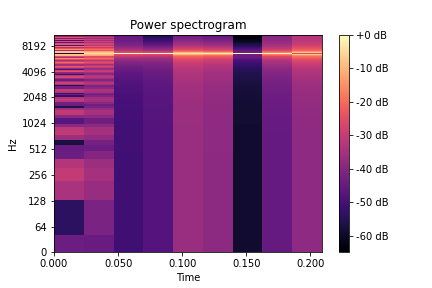 Power spectrogram
Hz
8192
4096
2048
1024
512
256
128
64
0
0.000 0.050 0.100 0.150 0.200
Time
+0 dB
-10 dB
-20 dB
-30 dB
-40 dB
-50 dB
-60 dB